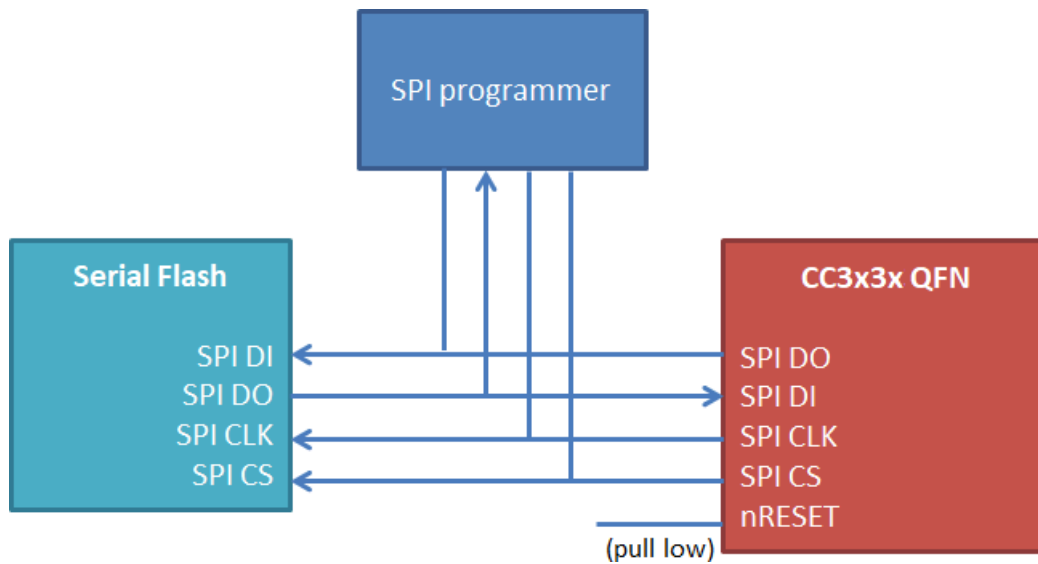 SPI programmer
Serial Flash
SPI DI
SPI DO
SPI CLK
SPI CS
CC3x3x QFN
SPI DO
SPI DI
SPI CLK
SPI CS
nRESET
(pull low)